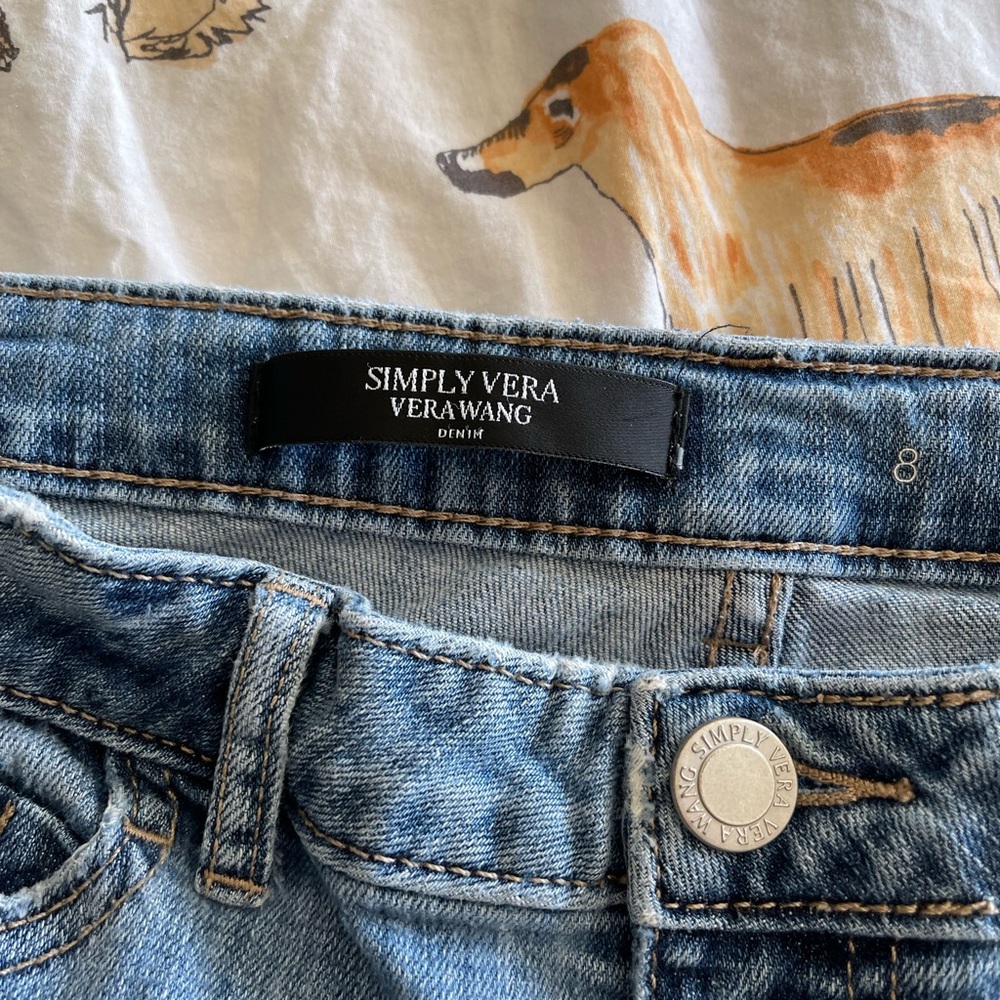 SIMPLY VERA
VERA WANG
DENIM
8
SIMPLY VERA VERA WANG